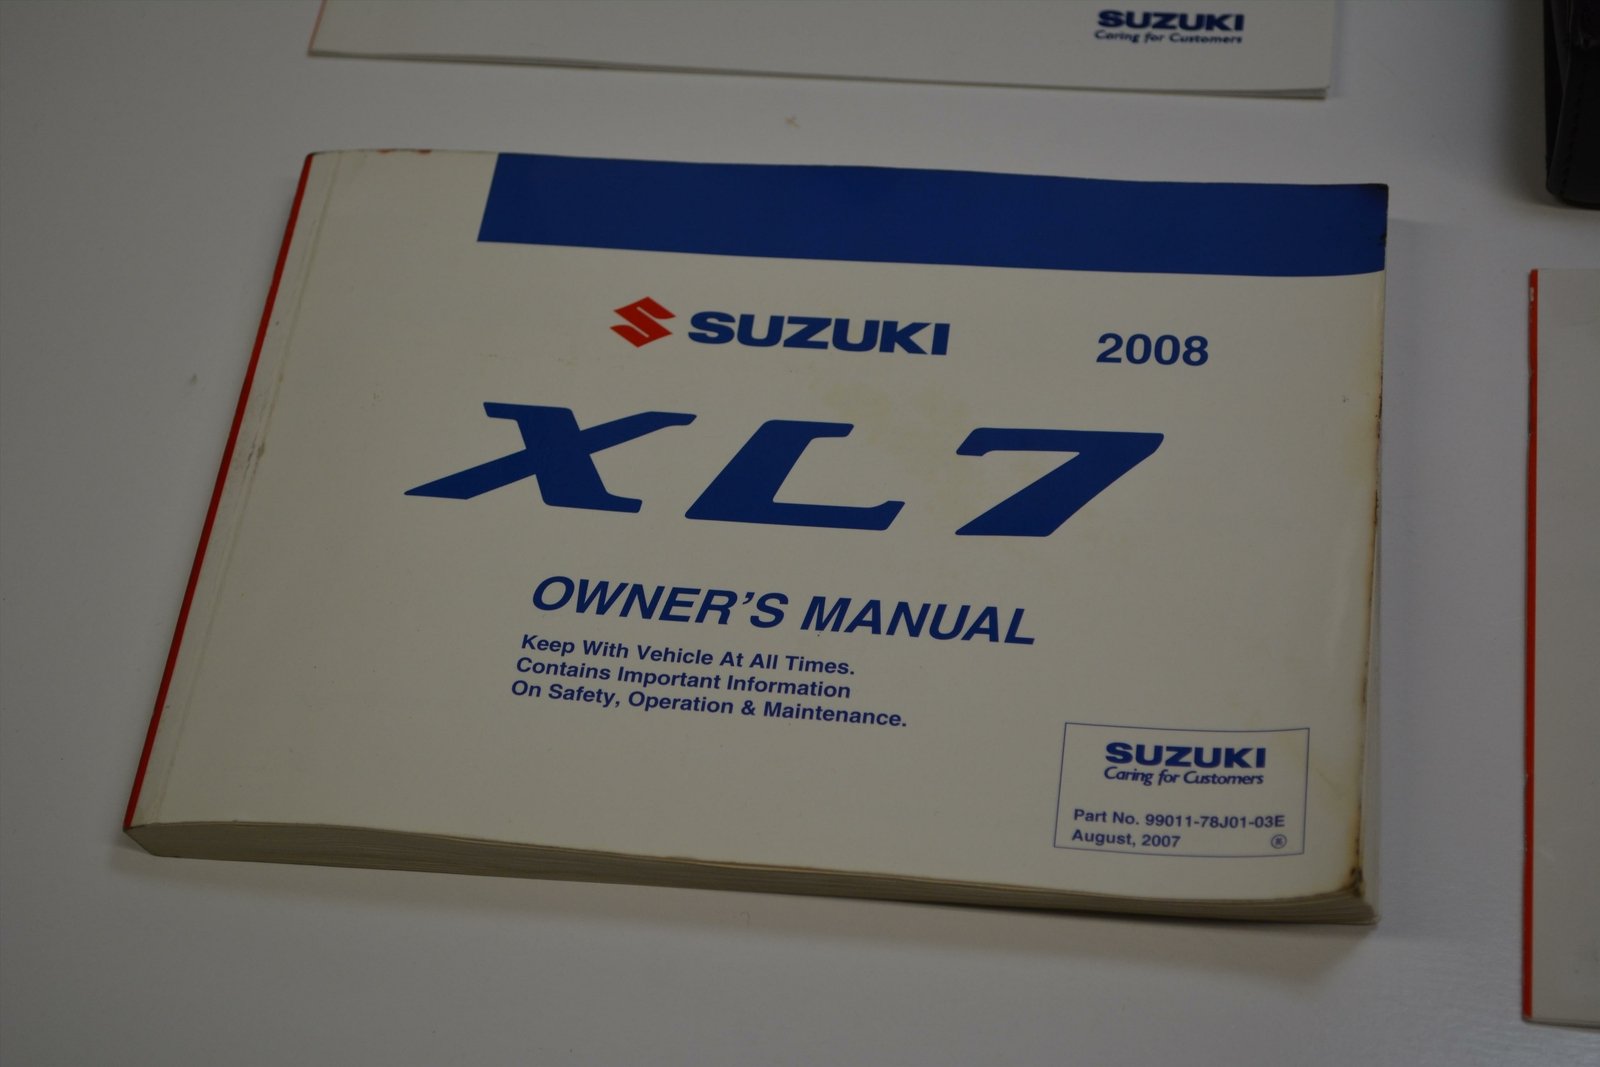 SUZUKI
Caring for Customers
SUZUKI 2008
XL7
OWNER'S MANUAL
Keep With Vehicle At All Times.
Contains Important Information
On Safety, Operation & Maintenance.
SUZUKI
Caring for Customers
Part No. 99011-78J01-03E
August, 2007 ®